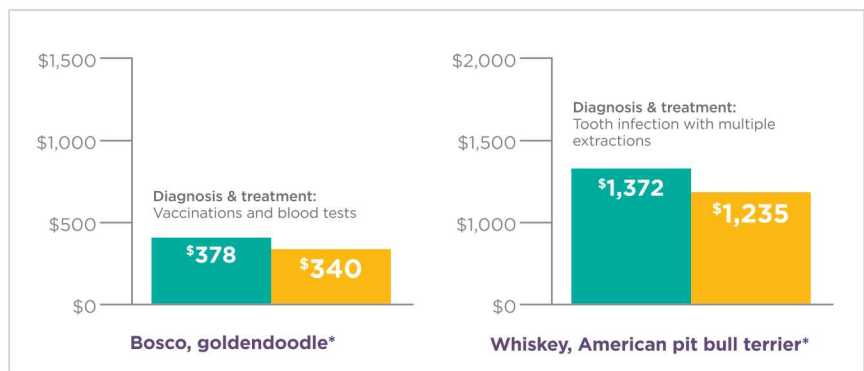 $1,500
$1,000
$500
$0
Diagnosis & treatment:
Vaccinations and blood tests
$378
$340
Bosco, goldendoodle*
$2,000
$1,500
$1,000
$0
Diagnosis & treatment:
Tooth infection with multiple
extractions
$1,372
$1,235
Whiskey, American pit bull terrier*